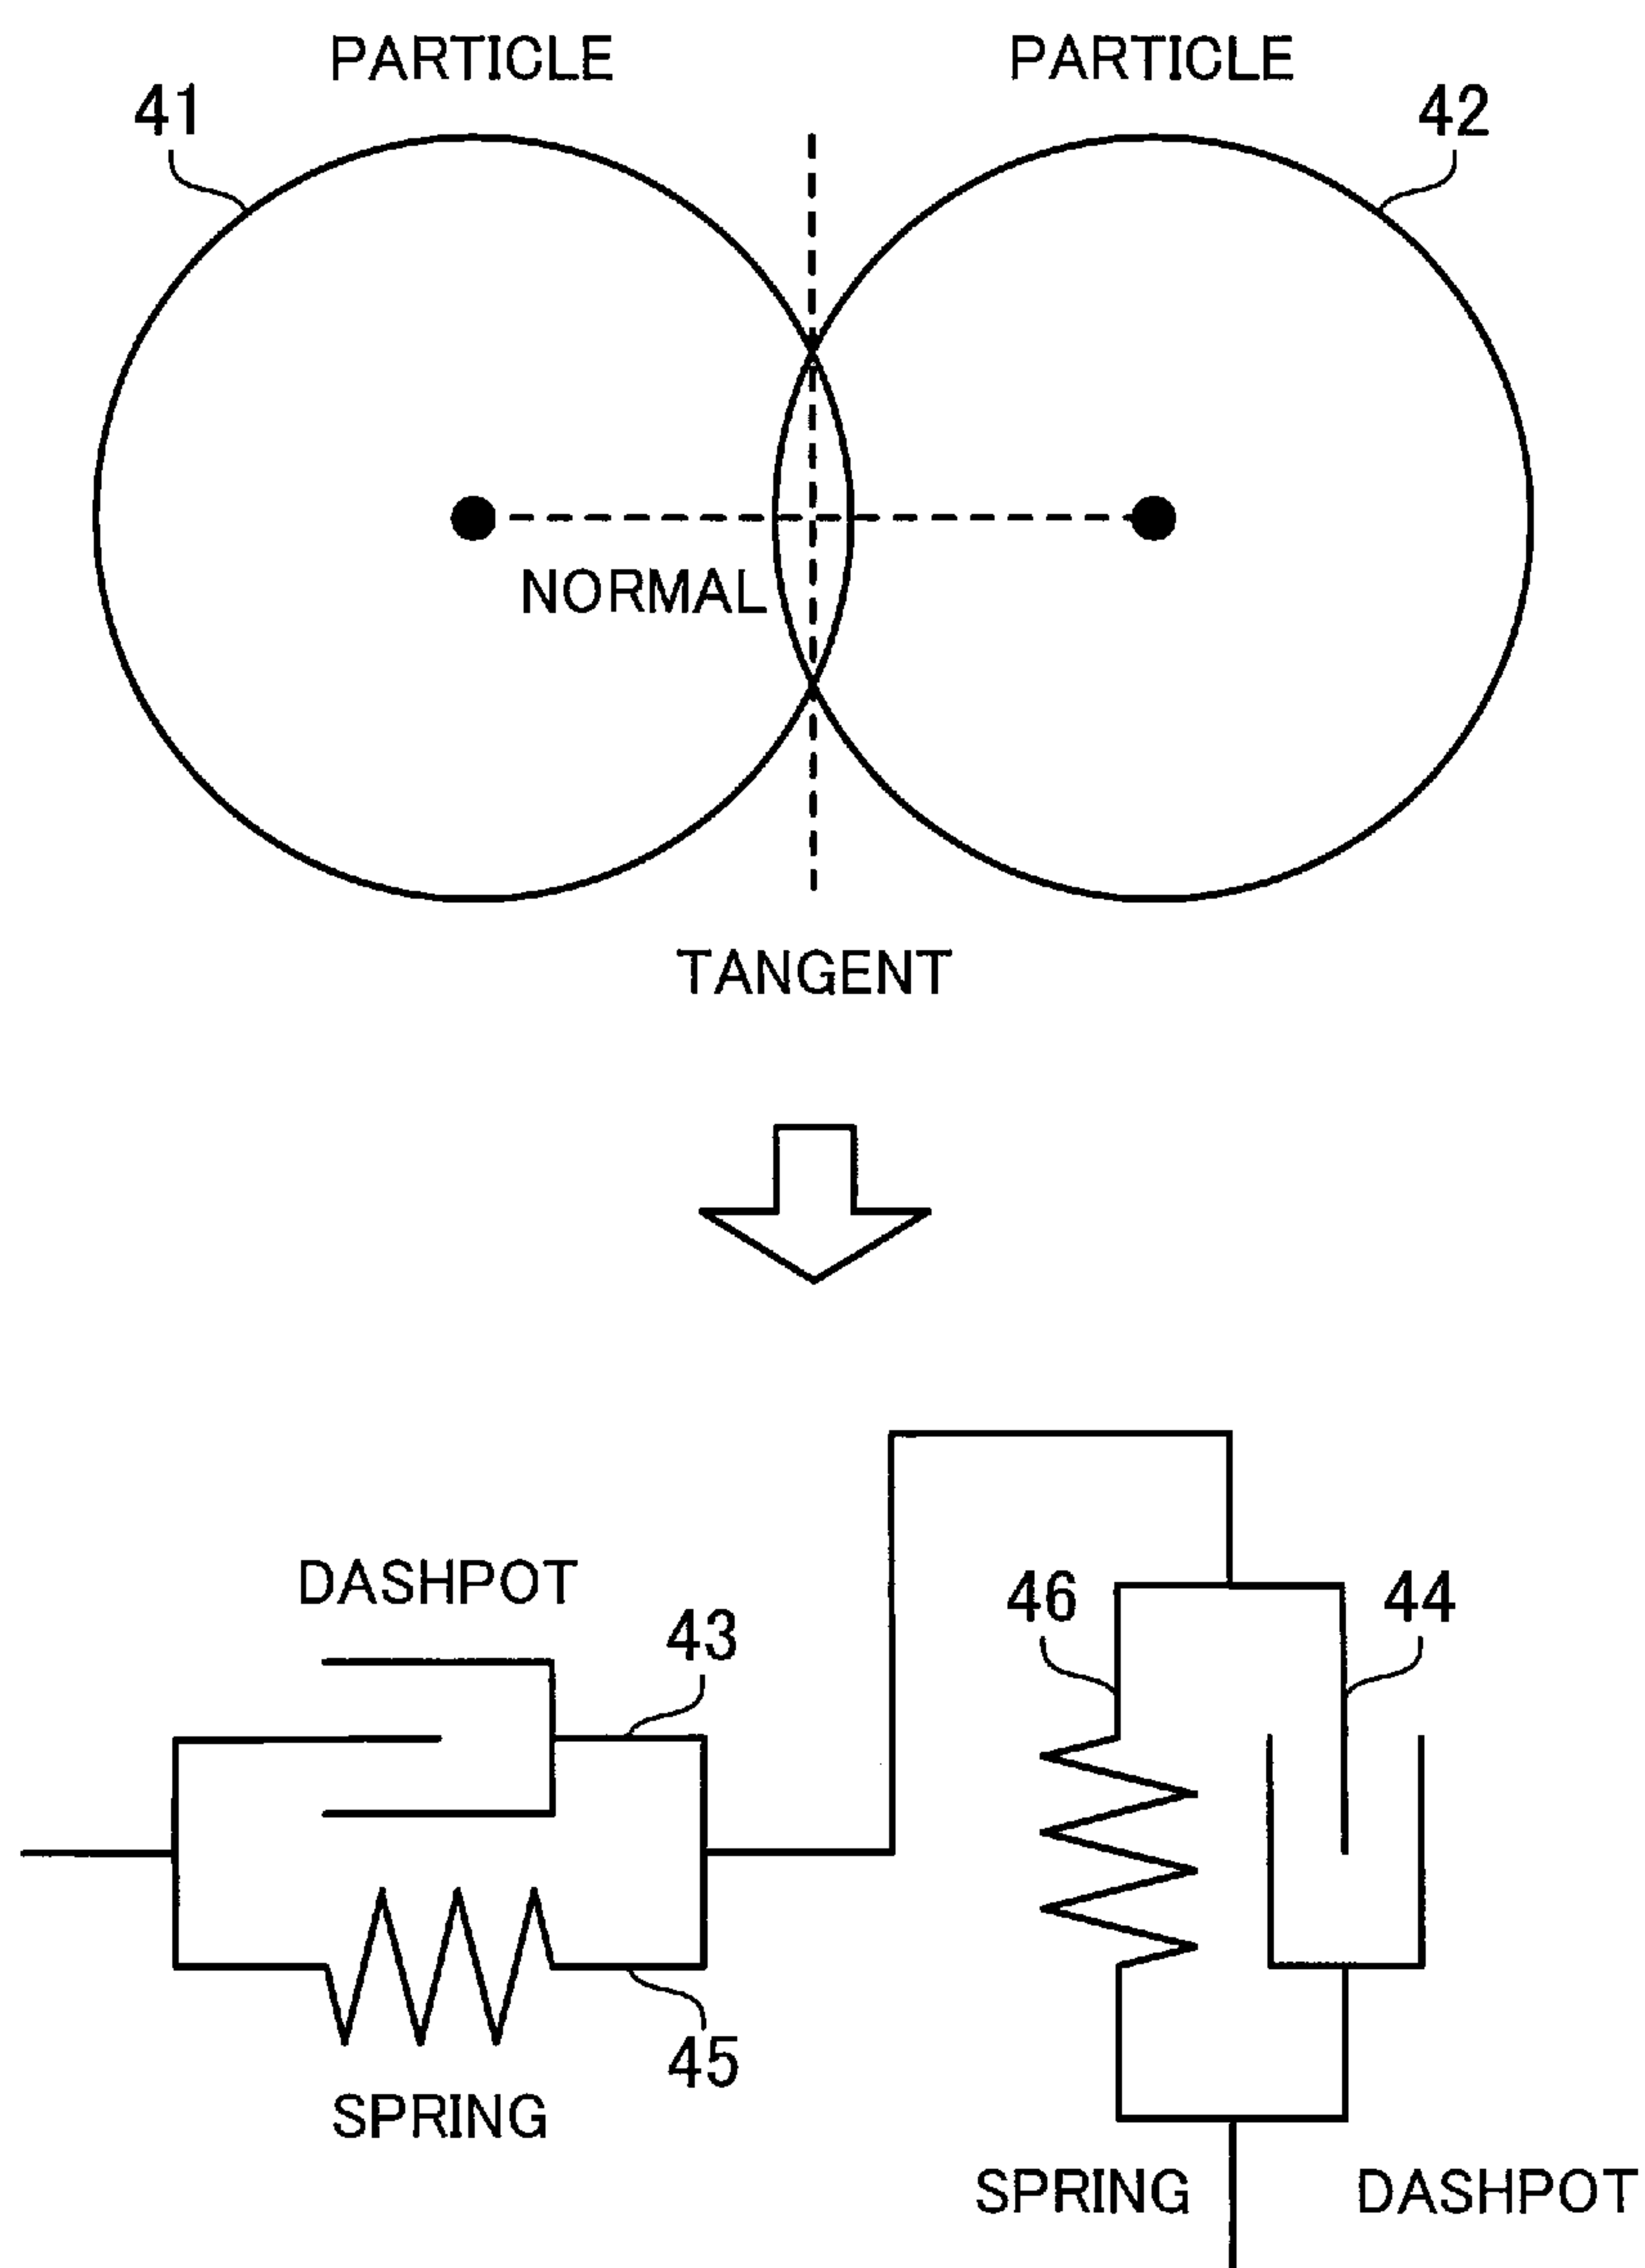 PARTICLE PARTICLE
41 42
NORMAL
TANGENT
DASHPOT
43 46 44
45
SPRING
SPRING DASHPOT